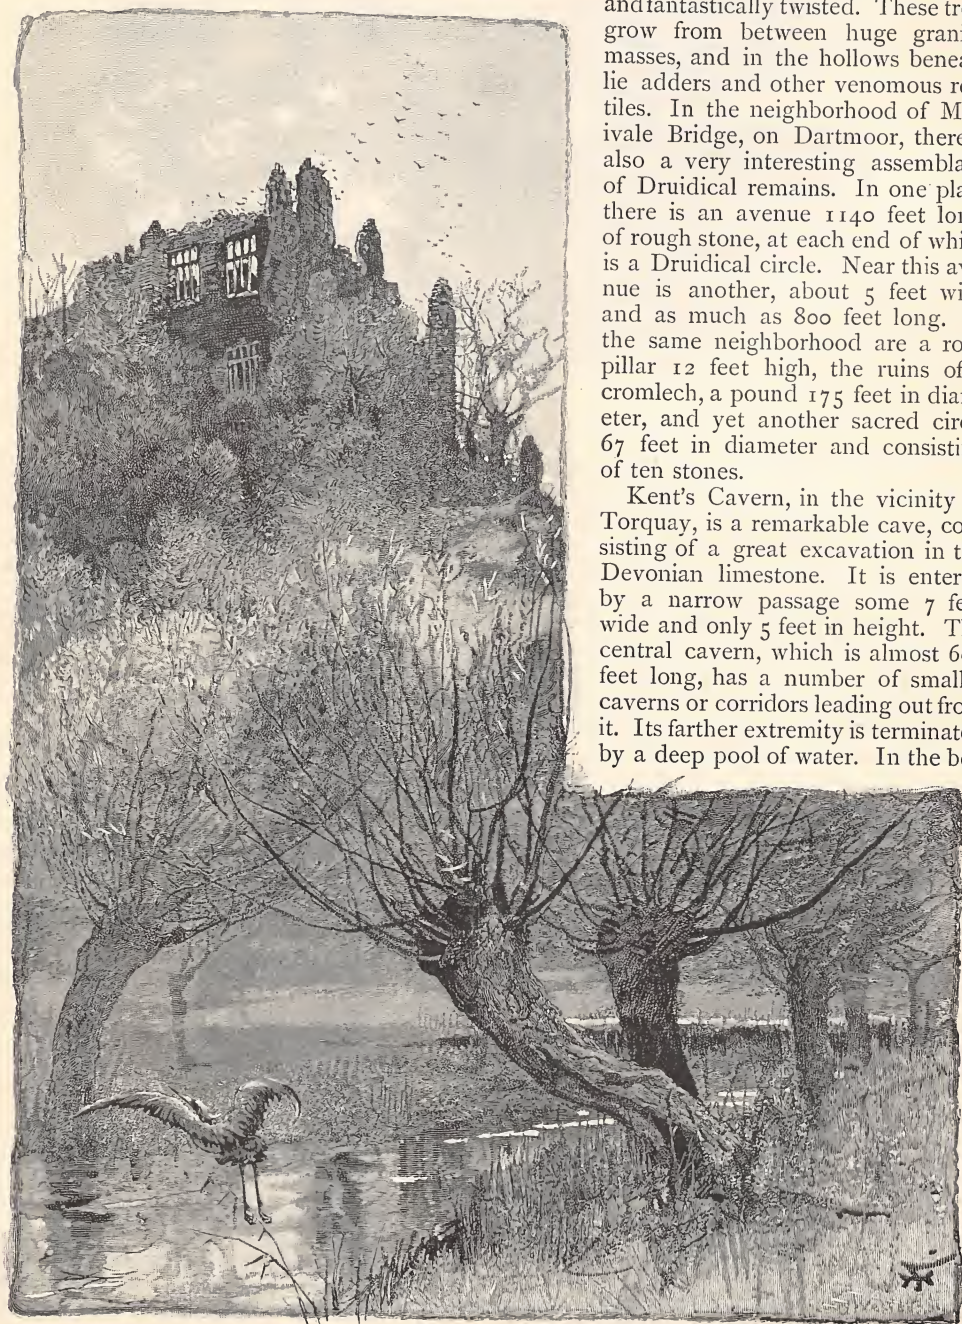 and fantastically twisted. These tr
grow from between huge grani
masses, and in the hollows benea
lie adders and other venomous r
tiles. In the neighborhood of M
ivale Bridge, on Dartmoor, there
also a very interesting assembla
of Druidical remains. In one pla
there is an avenue 1140 feet lon
of rough stone, at each end of whi
is a Druidical circle. Near this av
nue is another, about 5 feet wi
and as much as 800 feet long.
the same neighborhood are a ro
pillar 12 feet high, the ruins of
cromlech, a pound 175 feet in diam
eter, and yet another sacred circ
67 feet in diameter and consisti
of ten stones.
Kent's Cavern, in the vicinity
Torquay, is a remarkable cave, co
sisting of a great excavation in t
Devonian limestone. It is enter
by a narrow passage some 7 fe
wide and only 5 feet in height. T
central cavern, which is almost 6
feet long, has a number of small
caverns or corridors leading out fro
it. Its farther extremity is terminat
by a deep pool of water. In the b